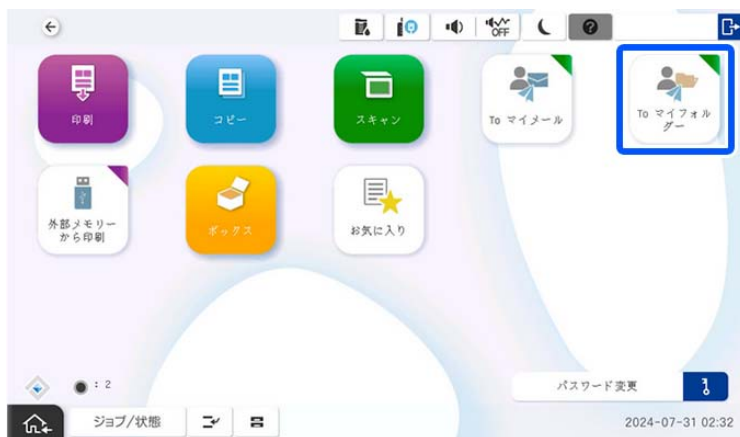 OFF
印刷
コピー
スキャン
To マイメール
To マイフォル
ダー
外部メモリー
から印刷
ボックス
お気に入り
: 2
パスワード変更
ジョブ/状態
2024-07-31 02:32